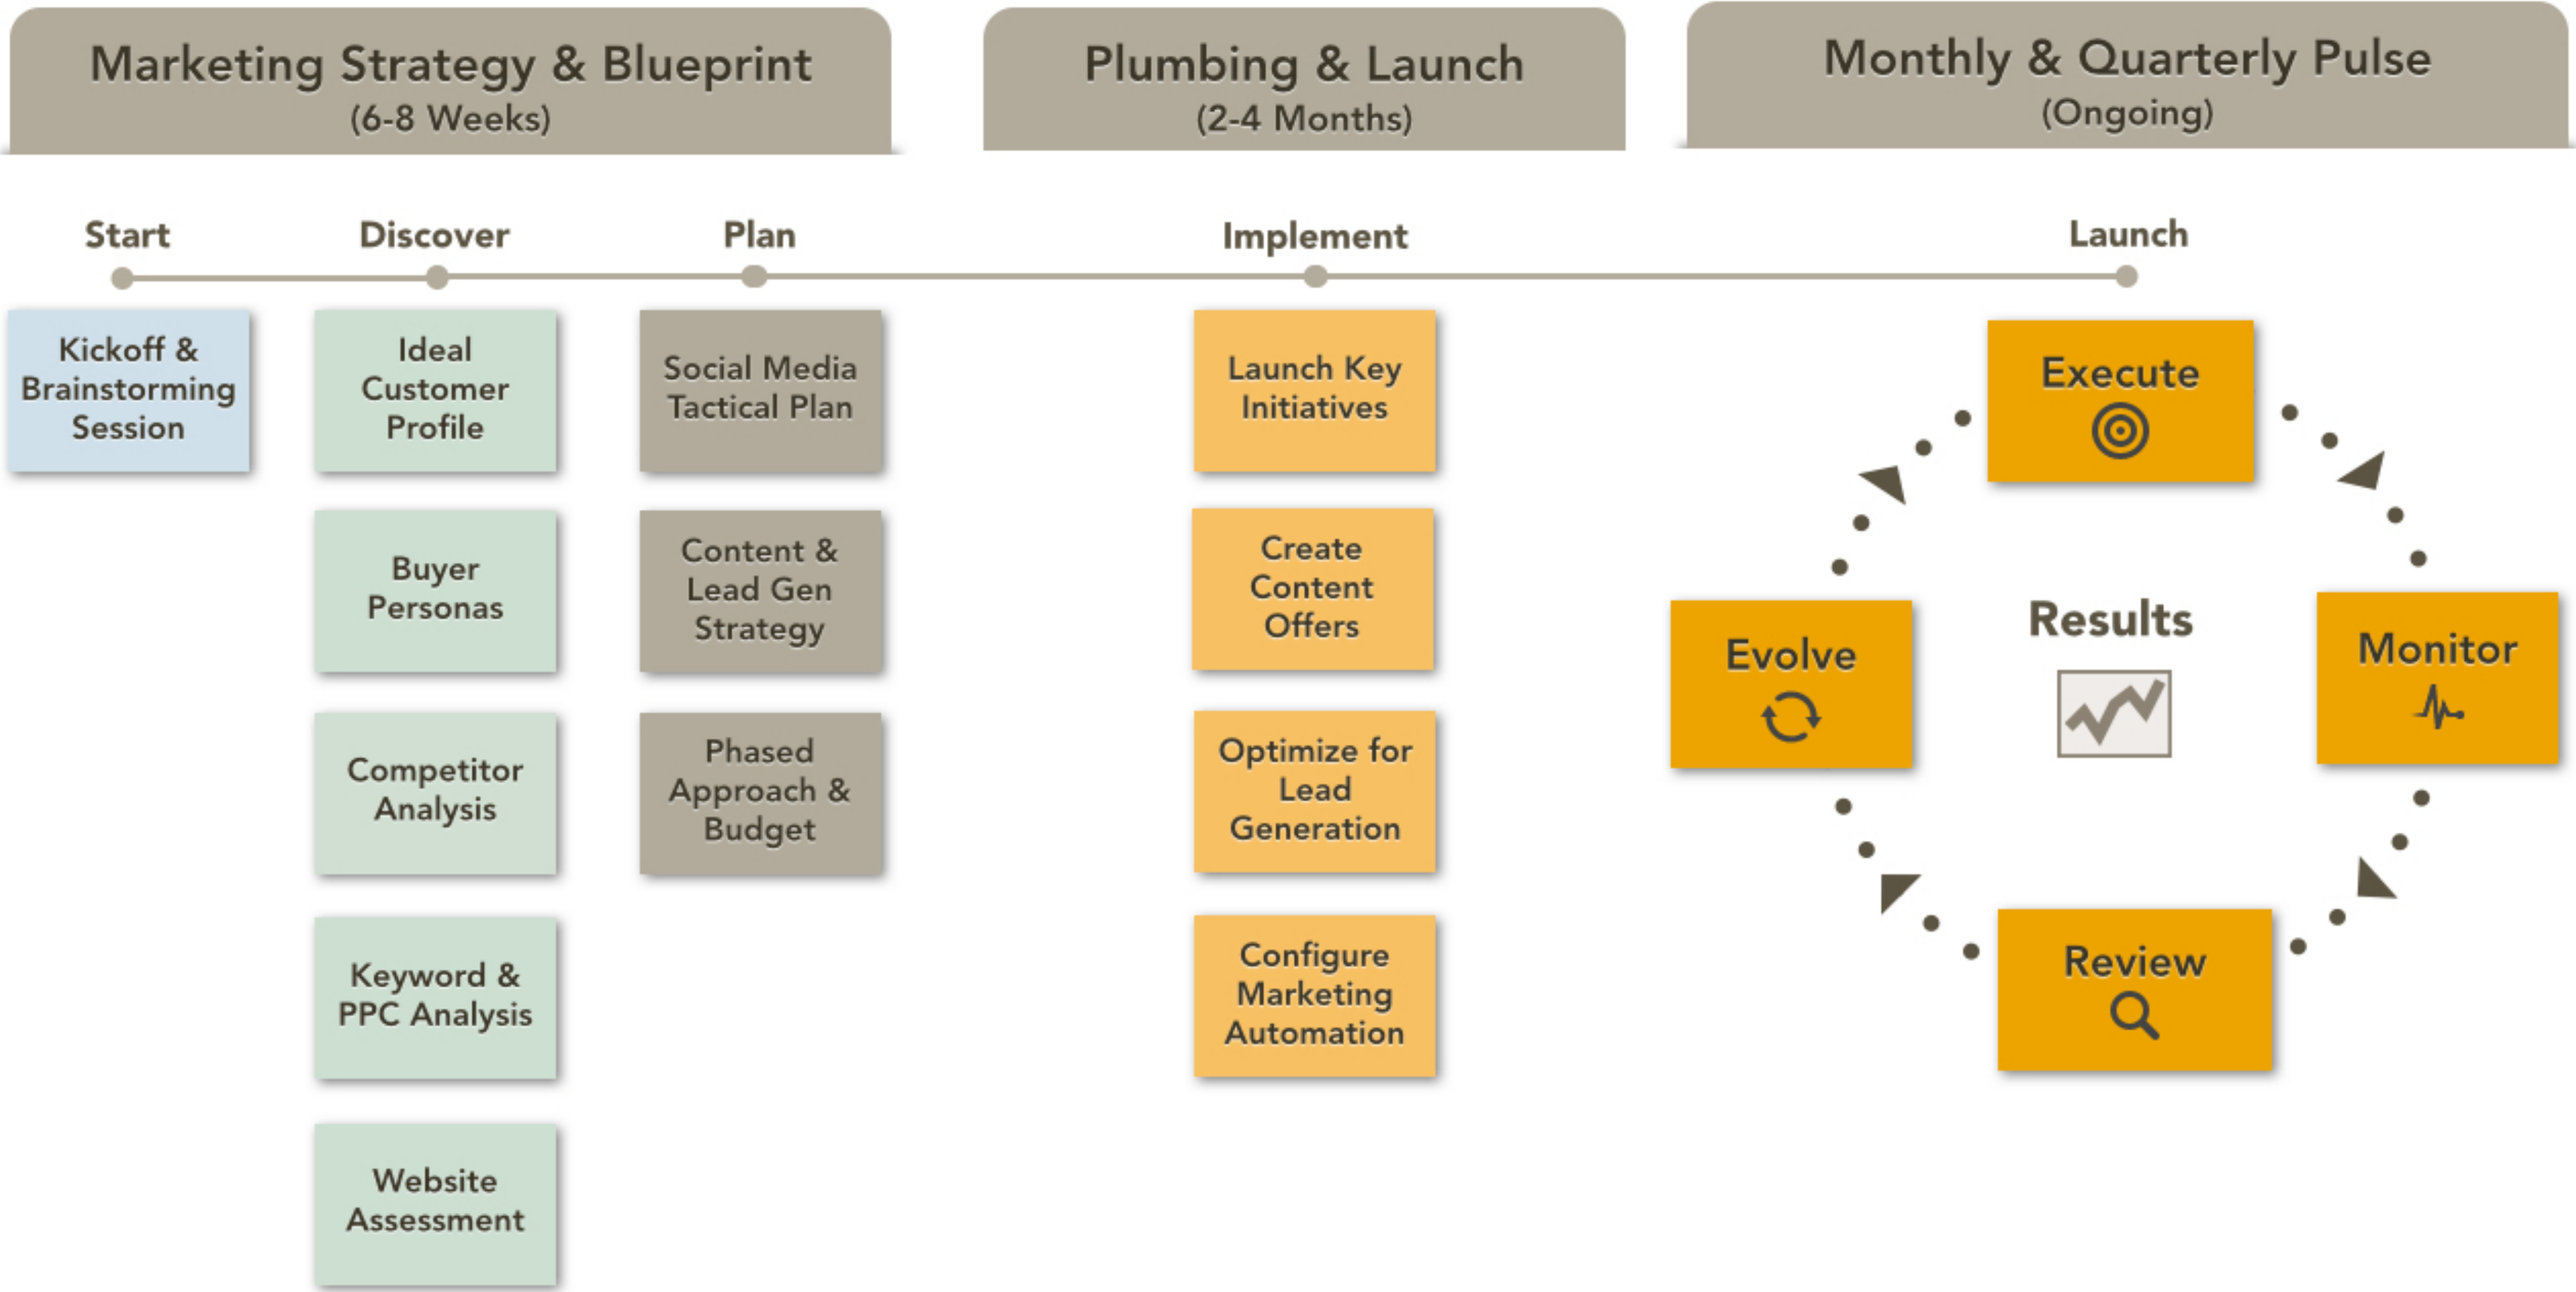 Marketing Strategy & Blueprint
(6-8 Weeks)
Plumbing & Launch
(2-4 Months)
Monthly & Quarterly Pulse
(Ongoing)
Start
Discover
Plan
Implement
Launch
Kickoff &
Brainstorming
Session
Ideal
Customer
Profile
Buyer
Personas
Competitor
Analysis
Keyword &
PPC Analysis
Website
Assessment
Social Media
Tactical Plan
Content &
Lead Gen
Strategy
Phased
Approach &
Budget
Launch Key
Initiatives
Create
Content
Offers
Optimize for
Lead
Generation
Configure
Marketing
Automation
Execute
Evolve
Results
Monitor
Review